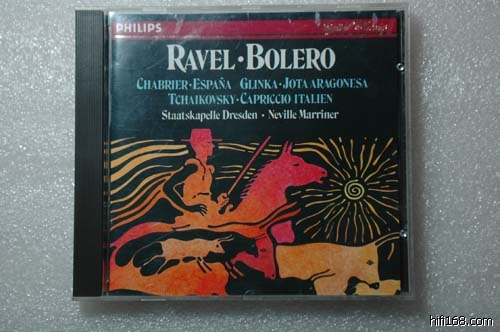 PHILIPS
RAVEL · BOLERO
CHABRIER · ESPAÑA GLINKA · JOTA ARAGONESA
TCHAIKOVSKY · CAPRICCIO ITALIEN
Staatskapelle Dresden · Neville Marriner
hifi168.com